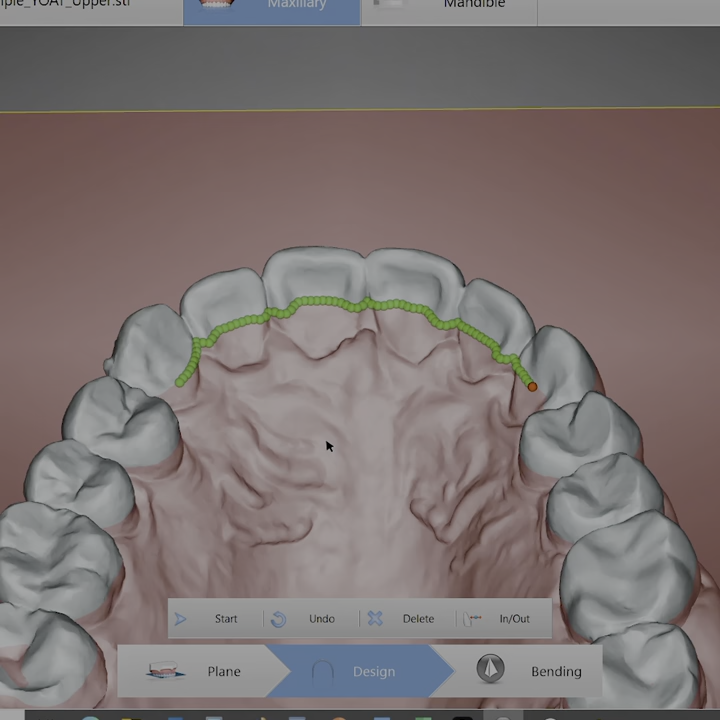 Maxillary
Mandible
Start
Undo
Delete
In/Out
Plane
Design
Bending